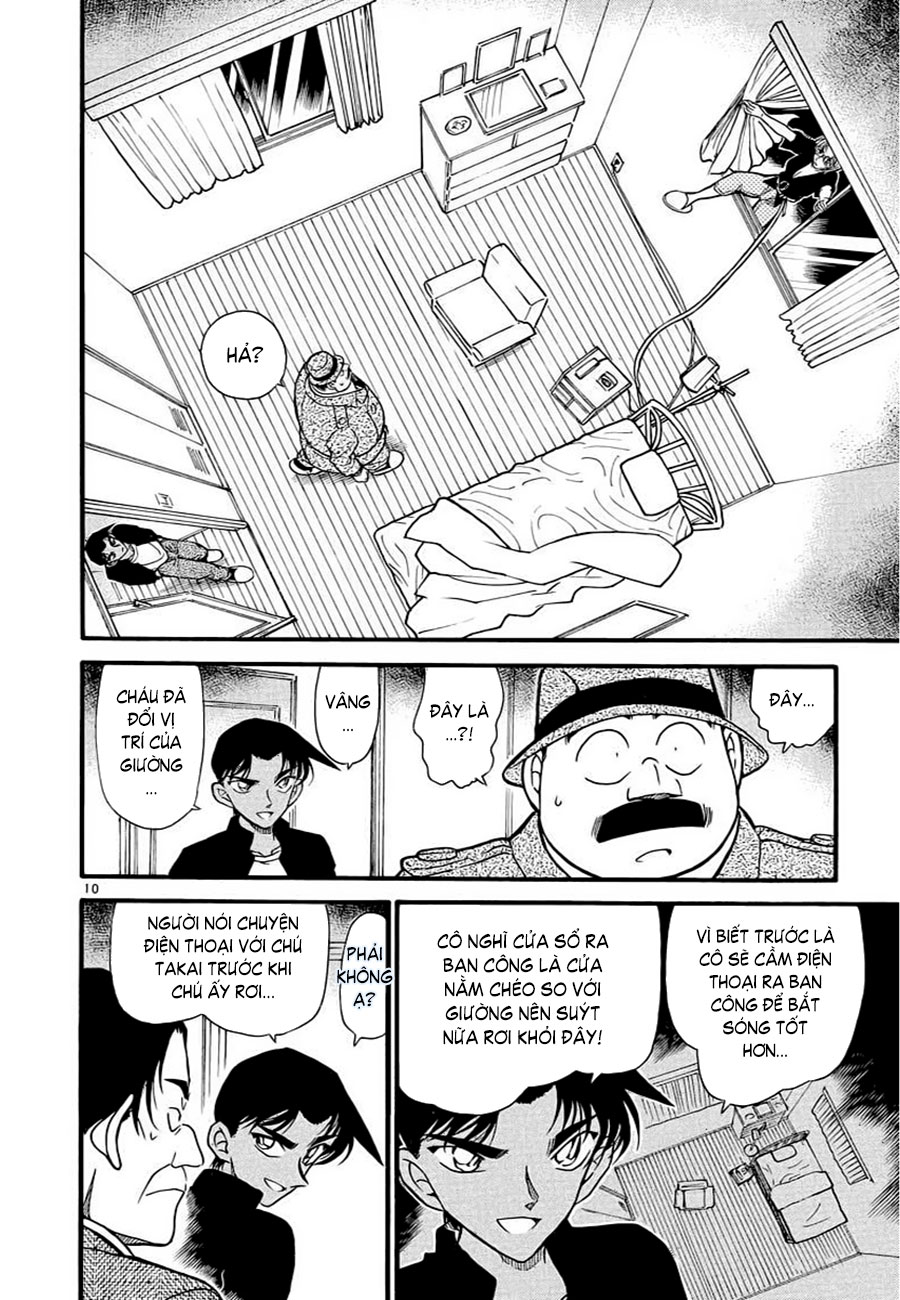 HẢ?
ĐÂY...
ĐÂY LÀ
...?!
VÂNG
...
CHÁU ĐÃ
ĐỔI VỊ
TRÍ CỦA
GIƯỜNG
...
10
VÌ BIẾT TRƯỚC LÀ
CÔ SẼ CẦM ĐIỆN
THOẠI RA BAN
CÔNG ĐỂ BẮT
SÓNG TỐT
HƠN...
CÔ NGHĨ CỬA SỔ RA
BAN CÔNG LÀ CỬA
NẰM CHÉO SO VỚI
GIƯỜNG NÊN SUÝT
NỮA RƠI KHỎI ĐÂY!
PHẢI
KHÔNG
Ạ?
NGƯỜI NÓI CHUYỆN
ĐIỆN THOẠI VỚI CHÚ
TAKAI TRƯỚC KHI
CHÚ ẤY RƠI...